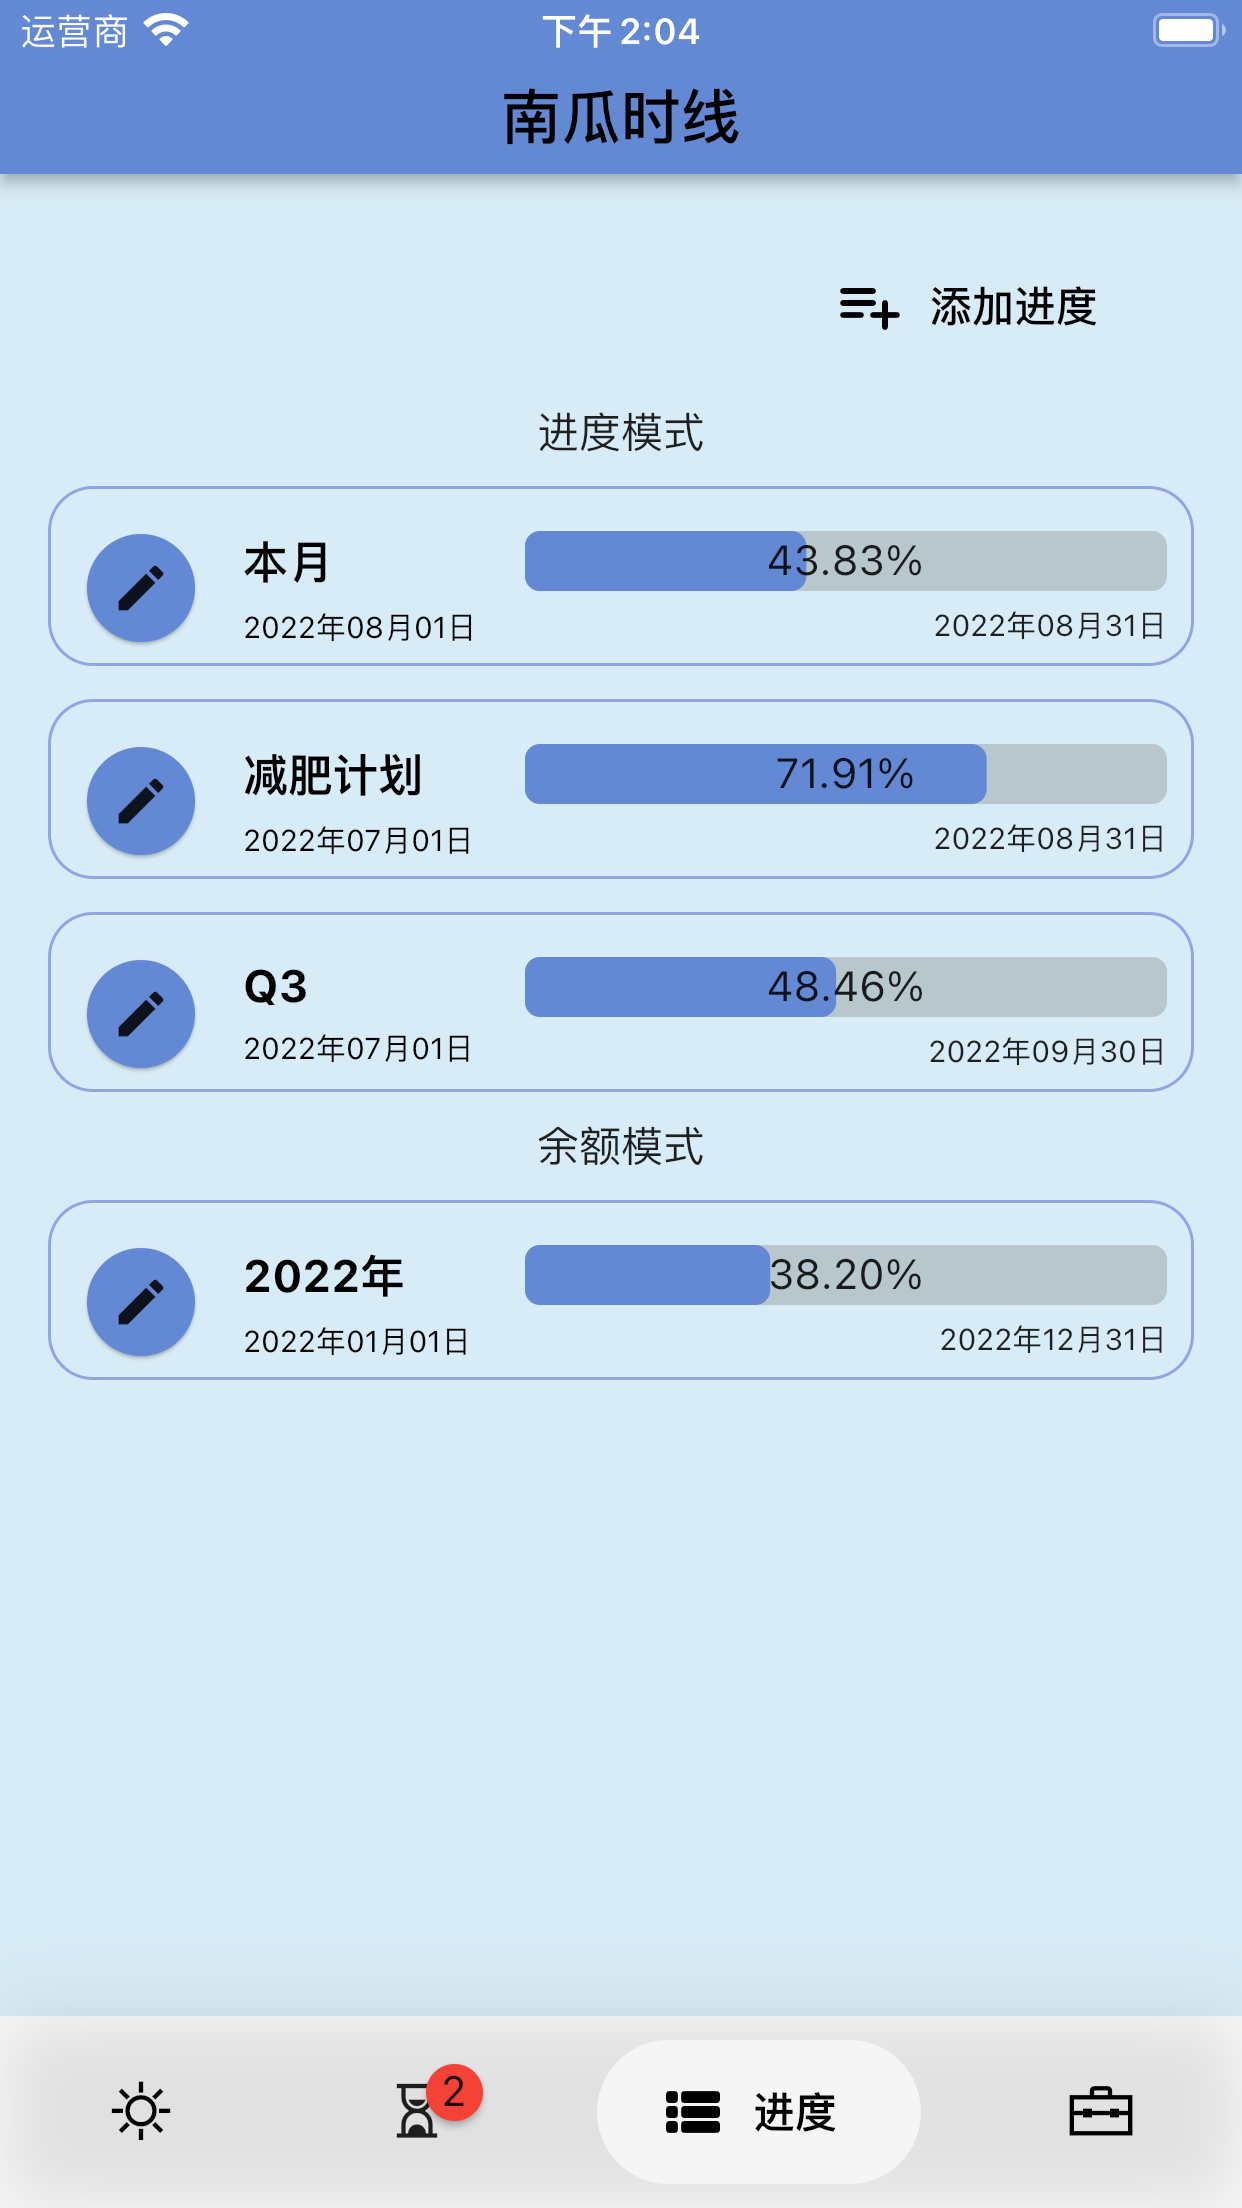 运营商 下午 2:04
南瓜时线
添加进度
进度模式
本月 43.83%
2022年08月01日 2022年08月31日
减肥计划 71.91%
2022年07月01日 2022年08月31日
Q3 48.46%
2022年07月01日 2022年09月30日
余额模式
2022年 38.20%
2022年01月01日 2022年12月31日
2 进度